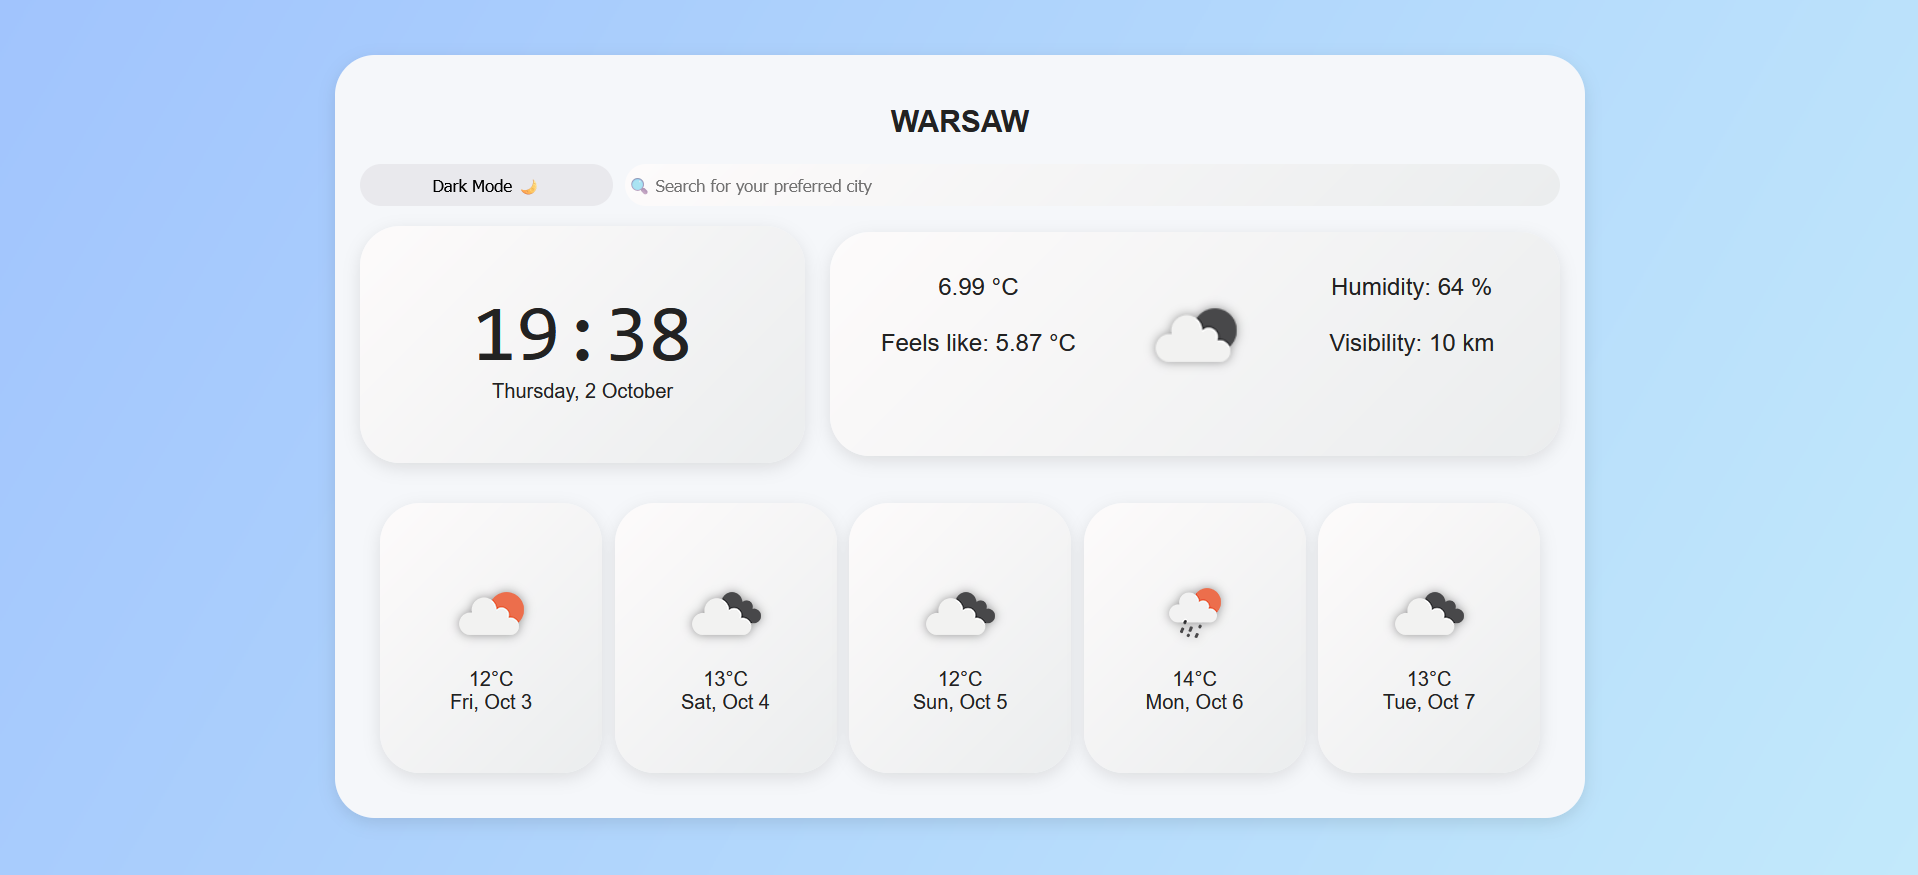 WARSAW
Dark Mode 🌙
🔍 Search for your preferred city
19:38
Thursday, 2 October
6.99 °C
Feels like: 5.87 °C
Humidity: 64 %
Visibility: 10 km
12°C
Fri, Oct 3
13°C
Sat, Oct 4
12°C
Sun, Oct 5
14°C
Mon, Oct 6
13°C
Tue, Oct 7